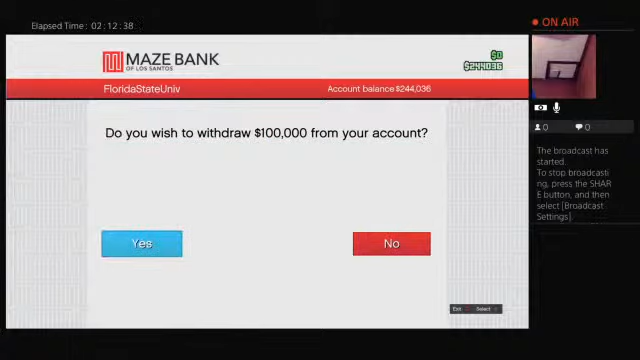 Elapsed Time : 02:12:38
ON AIR
MAZE BANK
OF LOS SANTOS
$0
$244036
FloridaStateUniv
Account balance $244,036
Do you wish to withdraw $100,000 from your account?
Yes
No
Exit
Select
0
0
The broadcast has
started.
To stop broadcasti
ng, press the SHAR
E button, and then
select [Broadcast
Settings].